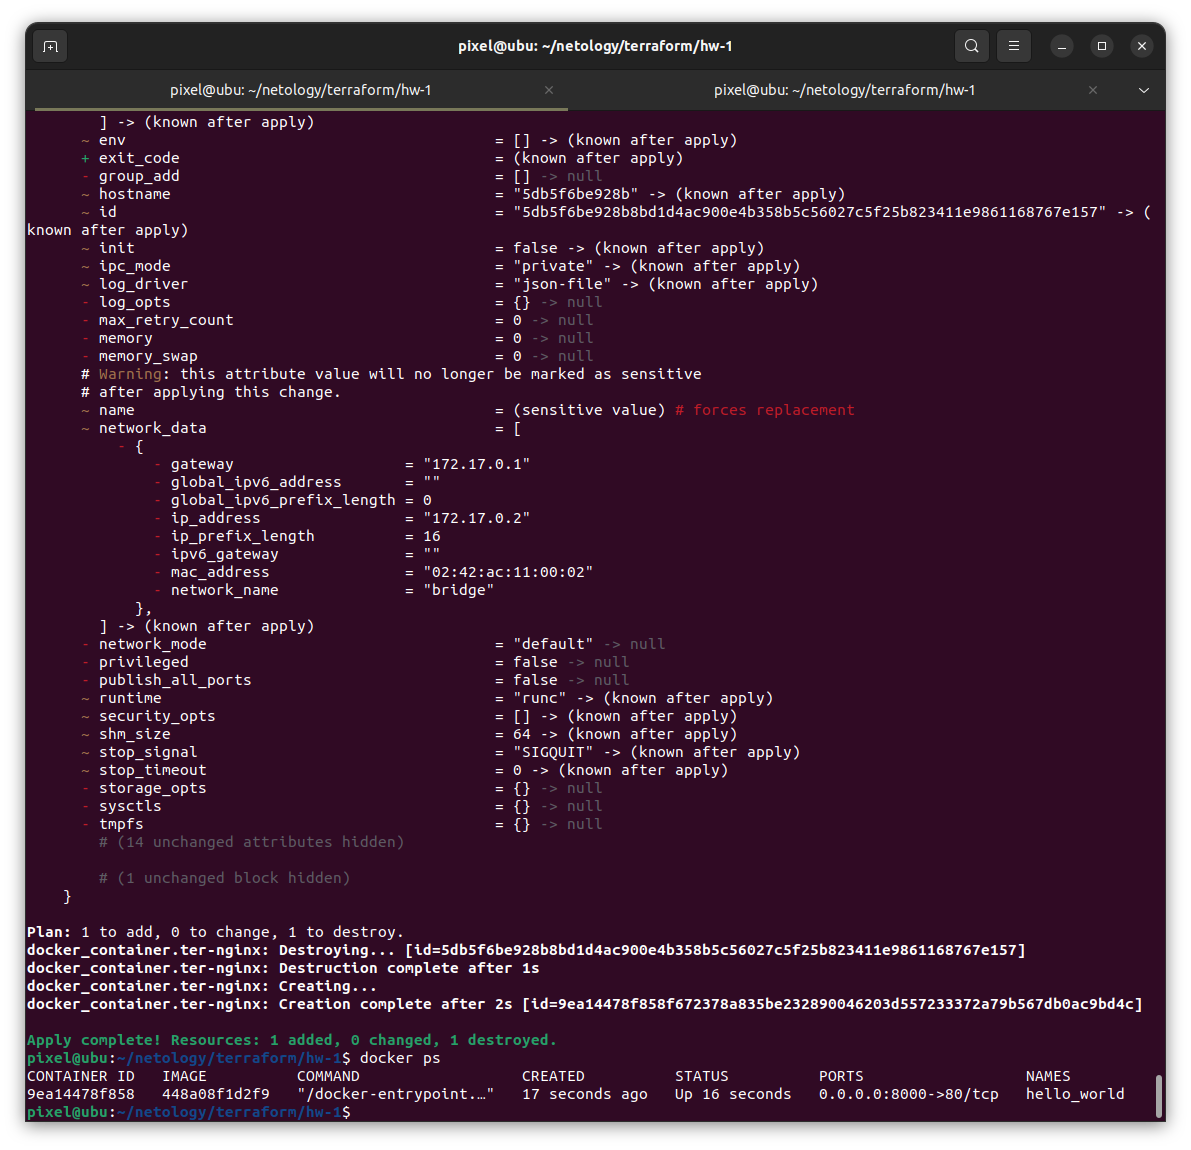 pixel@ubu: ~/netology/terraform/hw-1
pixel@ubu: ~/netology/terraform/hw-1 × pixel@ubu: ~/netology/terraform/hw-1 ×
        ] -> (known after apply)
      ~ env                                         = [] -> (known after apply)
      + exit_code                                   = (known after apply)
      - group_add                                   = [] -> null
      ~ hostname                                    = "5db5f6be928b" -> (known after apply)
      ~ id                                          = "5db5f6be928b8bd1d4ac900e4b358b5c56027c5f25b823411e9861168767e157" -> (
known after apply)
      ~ init                                        = false -> (known after apply)
      ~ ipc_mode                                    = "private" -> (known after apply)
      ~ log_driver                                  = "json-file" -> (known after apply)
      - log_opts                                    = {} -> null
      - max_retry_count                             = 0 -> null
      - memory                                      = 0 -> null
      - memory_swap                                 = 0 -> null
      # Warning: this attribute value will no longer be marked as sensitive
      # after applying this change.
      ~ name                                        = (sensitive value) # forces replacement
      ~ network_data                                = [
          - {
              - gateway                   = "172.17.0.1"
              - global_ipv6_address       = ""
              - global_ipv6_prefix_length = 0
              - ip_address                = "172.17.0.2"
              - ip_prefix_length          = 16
              - ipv6_gateway              = ""
              - mac_address               = "02:42:ac:11:00:02"
              - network_name              = "bridge"
            },
        ] -> (known after apply)
      - network_mode                                = "default" -> null
      - privileged                                  = false -> null
      - publish_all_ports                           = false -> null
      ~ runtime                                     = "runc" -> (known after apply)
      ~ security_opts                               = [] -> (known after apply)
      ~ shm_size                                    = 64 -> (known after apply)
      ~ stop_signal                                 = "SIGQUIT" -> (known after apply)
      ~ stop_timeout                                = 0 -> (known after apply)
      - storage_opts                                = {} -> null
      - sysctls                                     = {} -> null
      - tmpfs                                       = {} -> null
        # (14 unchanged attributes hidden)
        # (1 unchanged block hidden)
    }
Plan: 1 to add, 0 to change, 1 to destroy.
docker_container.ter-nginx: Destroying... [id=5db5f6be928b8bd1d4ac900e4b358b5c56027c5f25b823411e9861168767e157]
docker_container.ter-nginx: Destruction complete after 1s
docker_container.ter-nginx: Creating...
docker_container.ter-nginx: Creation complete after 2s [id=9ea14478f858f672378a835be232890046203d557233372a79b567db0ac9bd4c]
Apply complete! Resources: 1 added, 0 changed, 1 destroyed.
pixel@ubu:~/netology/terraform/hw-1$ docker ps
CONTAINER ID   IMAGE          COMMAND                  CREATED          STATUS          PORTS                  NAMES
9ea14478f858   448a08f1d2f9   "/docker-entrypoint.…"   17 seconds ago   Up 16 seconds   0.0.0.0:8000->80/tcp   hello_world
pixel@ubu:~/netology/terraform/hw-1$